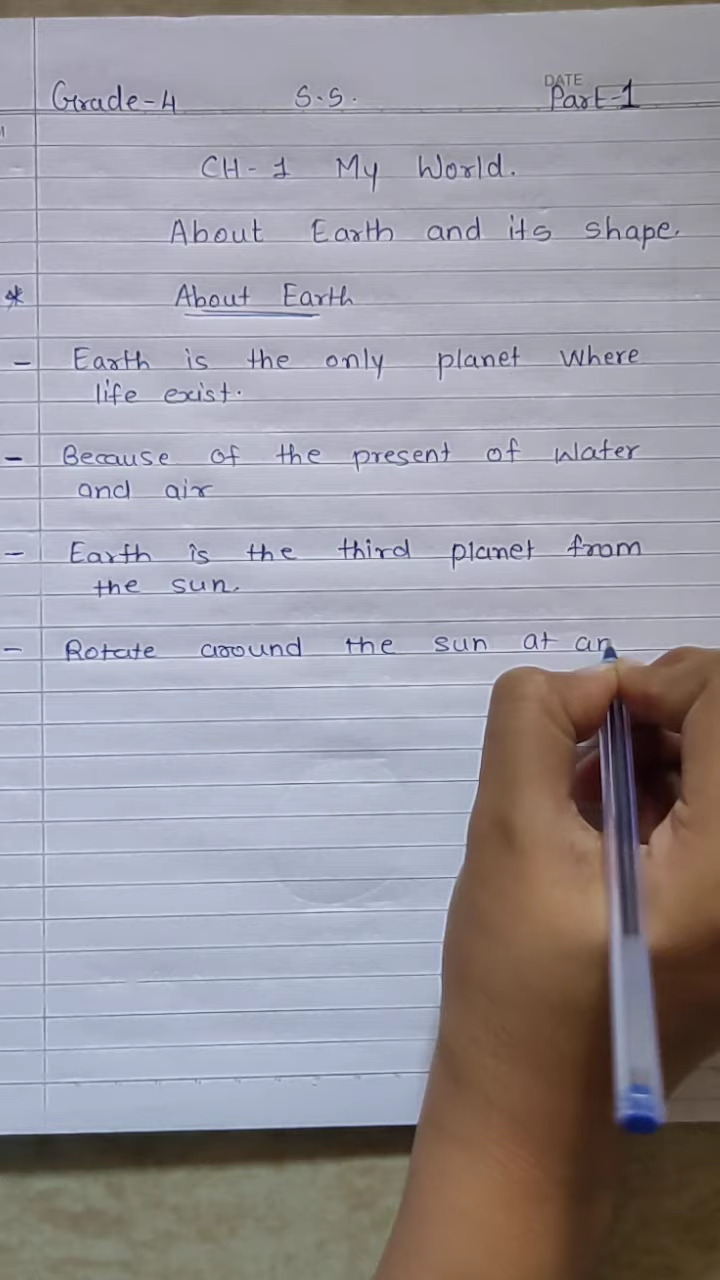 Grade-4 S.S. DATE Part-1
CH-1 My World.
About Earth and its shape.
* About Earth
- Earth is the only planet where
life exist.
- Because of the present of water
and air
- Earth is the third planet from
the sun.
- Rotate around the sun at an